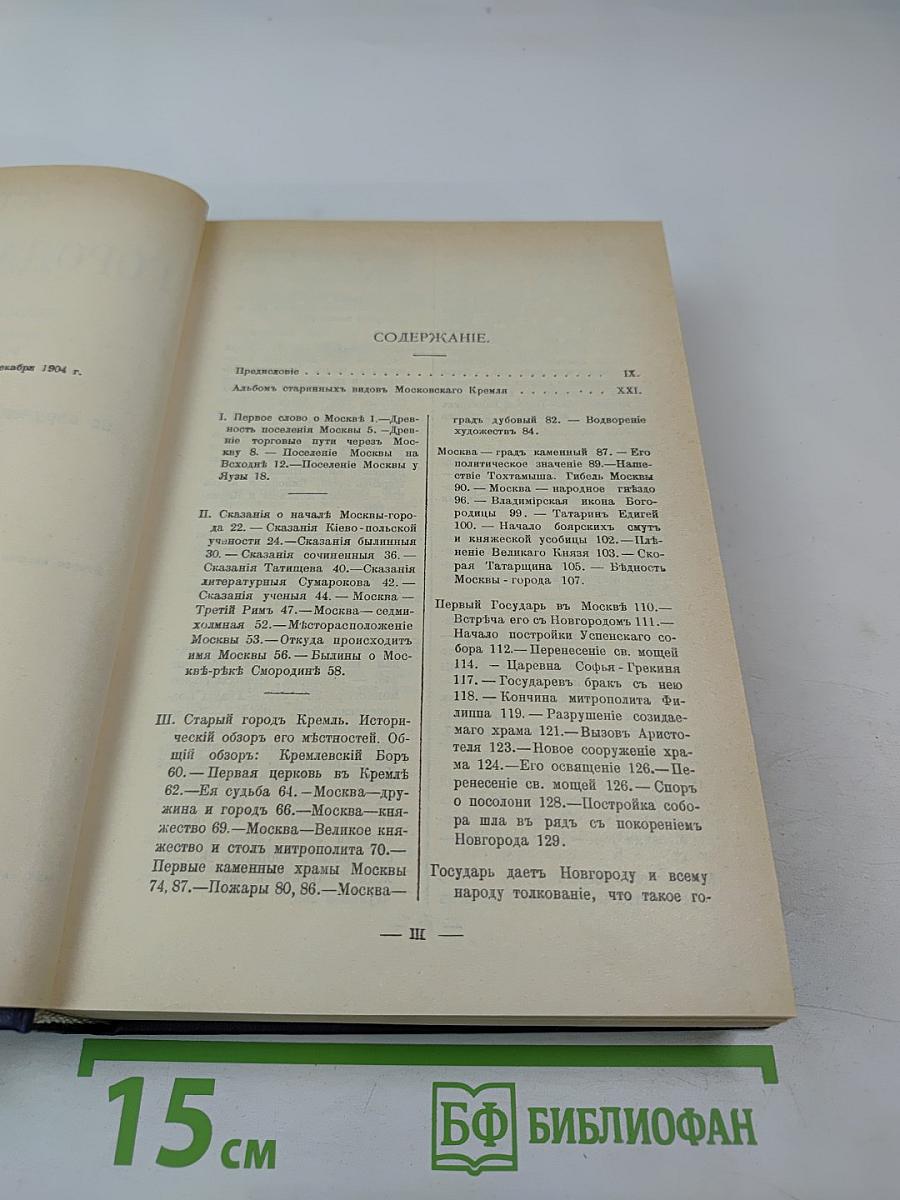 екабря 1904 г.
СОДЕРЖАНІЕ.
Предисловіе . . . . . . . . . . . . . . . . . . . . . . . . . . . . IX.
Альбомъ старинныхъ видовъ Московскаго Кремля . . . . . . . . XXI.
I. Первое слово о Москвѣ 1.—Древ-
ность поселенія Москвы 5. —Древ-
ніе торговые пути черезъ Мос-
кву 8. — Поселеніе Москвы на
Всходнѣ 12.—Поселеніе Москвы у
Яузы 18.
II. Сказанія о началѣ Москвы-горо-
да 22. — Сказанія Кіево-польской
учености 24.—Сказанія былинныя
30. — Сказанія сочиненныя 36. —
Сказанія Татищева 40.—Сказанія
литературныя Сумарокова 42. —
Сказанія ученыя 44. — Москва —
Третій Римъ 47.—Москва— седми-
холмная 52.—Мѣсторасположеніе
Москвы 53.—Откуда происходитъ
имя Москвы 56. — Былины о Мос-
квѣ-рѣкѣ Смородинѣ 58.
III. Старый городъ Кремль. Истори-
ческій обзоръ его мѣстностей. Об-
щій обзоръ: Кремлевскій Боръ
60. — Первая церковь въ Кремлѣ
62.—Ея судьба 64. —Москва—дру-
жина и городъ 66.—Москва—кня-
жество 69.—Москва—Великое кня-
жество и столъ митрополита 70.—
Первые каменные храмы Москвы
74, 87.—Пожары 80, 86.—Москва—
градъ дубовый 82. — Водвореніе
художествъ 84.
Москва — градъ каменный 87. — Его
политическое значеніе 89.—Наше-
ствіе Тохтамыша. Гибель Москвы
90. — Москва — народное гнѣздо
96. — Владимірская икона Бого-
родицы 99. — Татаринъ Едигей
100. — Начало боярскихъ смутъ
и княжеской усобицы 102.—Плѣ-
неніе Великаго Князя 103. — Ско-
рая Татарщина 105. — Бѣдность
Москвы - города 107.
Первый Государь въ Москвѣ 110.—
Встрѣча его съ Новгородомъ 111.—
Начало постройки Успенскаго со-
бора 112.— Перенесеніе св. мощей
114. — Царевна Софья - Грекиня
117. — Государевъ бракъ съ нею
118. — Кончина митрополита Фи-
липпа 119. — Разрушеніе созидае-
маго храма 121.—Вызовъ Аристо-
теля 123.—Новое сооруженіе хра-
ма 124.—Его освященіе 126.—Пе-
ренесеніе св. мощей 126. — Споръ
о посолони 128.—Постройка собо-
ра шла въ рядъ съ покореніемъ
Новгорода 129.
Государь даетъ Новгороду и всему
народу толкованіе, что такое го-
— III —
15 см
БФ БИБЛИОФАН